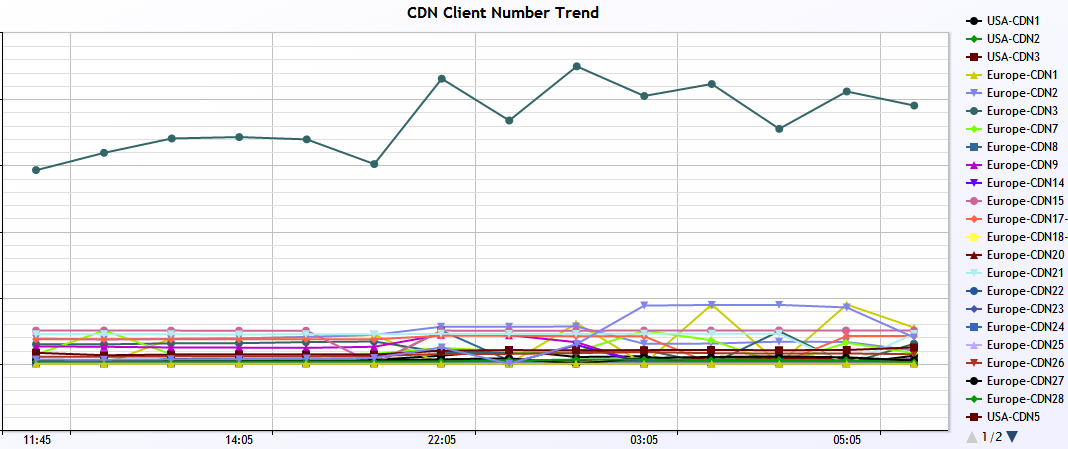 CDN Client Number Trend
USA-CDN1
USA-CDN2
USA-CDN3
Europe-CDN1
Europe-CDN2
Europe-CDN3
Europe-CDN7
Europe-CDN8
Europe-CDN9
Europe-CDN14
Europe-CDN15
Europe-CDN17-
Europe-CDN18-
Europe-CDN20
Europe-CDN21
Europe-CDN22
Europe-CDN23
Europe-CDN24
Europe-CDN25
Europe-CDN26
Europe-CDN27
Europe-CDN28
USA-CDN5
1/2
11:45 14:05 22:05 03:05 05:05